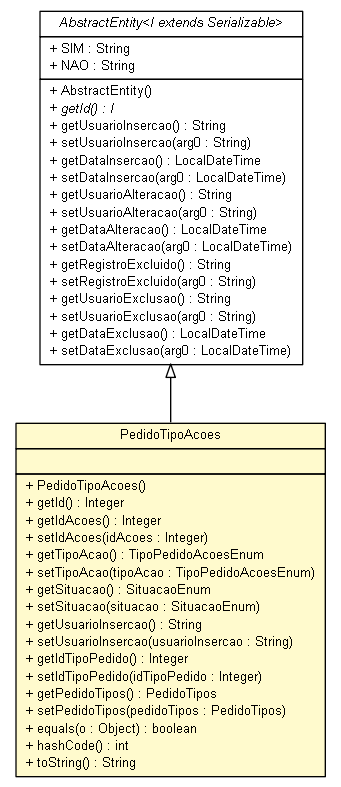 AbstractEntity<I extends Serializable>
+ SIM : String
+ NAO : String
+ AbstractEntity()
+ getId() : I
+ getUsuarioInsercao() : String
+ setUsuarioInsercao(arg0 : String)
+ getDataInsercao() : LocalDateTime
+ setDataInsercao(arg0 : LocalDateTime)
+ getUsuarioAlteracao() : String
+ setUsuarioAlteracao(arg0 : String)
+ getDataAlteracao() : LocalDateTime
+ setDataAlteracao(arg0 : LocalDateTime)
+ getRegistroExcluido() : String
+ setRegistroExcluido(arg0 : String)
+ getUsuarioExclusao() : String
+ setUsuarioExclusao(arg0 : String)
+ getDataExclusao() : LocalDateTime
+ setDataExclusao(arg0 : LocalDateTime)
PedidoTipoAcoes
+ PedidoTipoAcoes()
+ getId() : Integer
+ getIdAcoes() : Integer
+ setIdAcoes(idAcoes : Integer)
+ getTipoAcao() : TipoPedidoAcoesEnum
+ setTipoAcao(tipoAcao : TipoPedidoAcoesEnum)
+ getSituacao() : SituacaoEnum
+ setSituacao(situacao : SituacaoEnum)
+ getUsuarioInsercao() : String
+ setUsuarioInsercao(usuarioInsercao : String)
+ getIdTipoPedido() : Integer
+ setIdTipoPedido(idTipoPedido : Integer)
+ getPedidoTipos() : PedidoTipos
+ setPedidoTipos(pedidoTipos : PedidoTipos)
+ equals(o : Object) : boolean
+ hashCode() : int
+ toString() : String